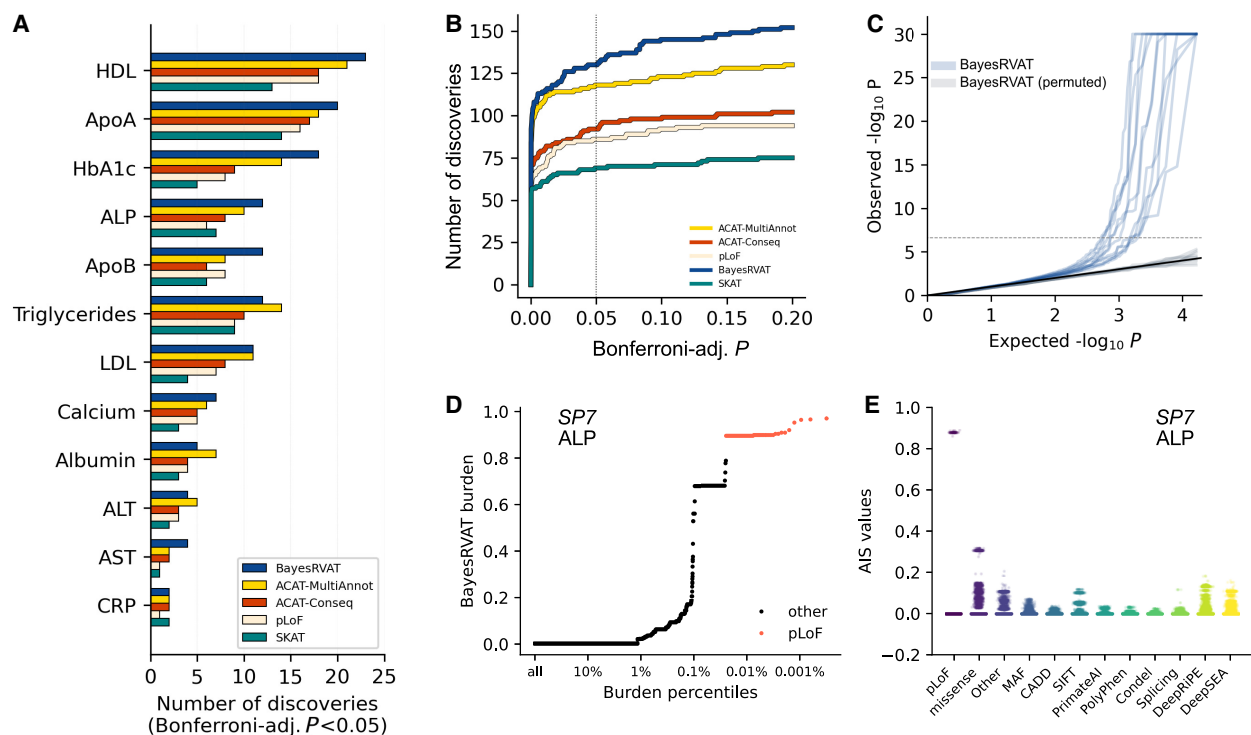 A
HDL
ApoA
HbA1c
ALP
ApoB
Triglycerides
LDL
Calcium
Albumin
ALT
AST
CRP
BayesRVAT
ACAT-MultiAnnot
ACAT-Conseq
pLoF
SKAT
0 5 10 15 20 25
Number of discoveries
(Bonferroni-adj. P<0.05)
B
Number of discoveries
150
125
100
75
50
25
0
ACAT-MultiAnnot
ACAT-Conseq
pLoF
BayesRVAT
SKAT
0.00 0.05 0.10 0.15 0.20
Bonferroni-adj. P
C
Observed -log₁₀ P
30
25
20
15
10
5
0
BayesRVAT
BayesRVAT (permuted)
0 1 2 3 4
Expected -log₁₀ P
D
SP7
ALP
BayesRVAT burden
1.0
0.8
0.6
0.4
0.2
0.0
other
pLoF
all 10% 1% 0.1% 0.01% 0.001%
Burden percentiles
E
SP7
ALP
AIS values
1.0
0.8
0.6
0.4
0.2
0.0
−0.2
pLoF
missense
Other
MAF
CADD
SIFT
PrimateAI
PolyPhen
Condel
Splicing
DeepRiPE
DeepSEA